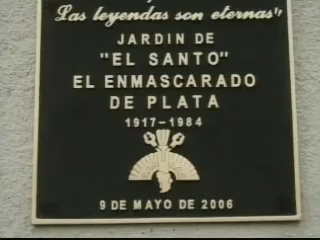 Las leyendas son eternas"
JARDIN DE
"EL SANTO"
EL ENMASCARADO
DE PLATA
1917-1984
9 DE MAYO DE 2006